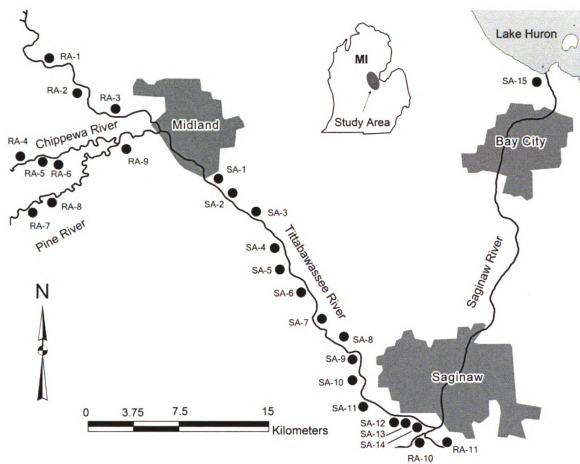 Lake Huron
MI
Study Area
RA-1
RA-2
RA-3
Midland
Chippewa River
RA-4
RA-5
RA-6
RA-9
RA-7
RA-8
Pine River
SA-15
Bay City
SA-1
SA-2
SA-3
SA-4
SA-5
SA-6
Tittabawassee River
SA-7
SA-8
SA-9
SA-10
SA-11
Saginaw River
Saginaw
SA-12
SA-13
SA-14
RA-10
RA-11
N
0 3.75 7.5 15
Kilometers